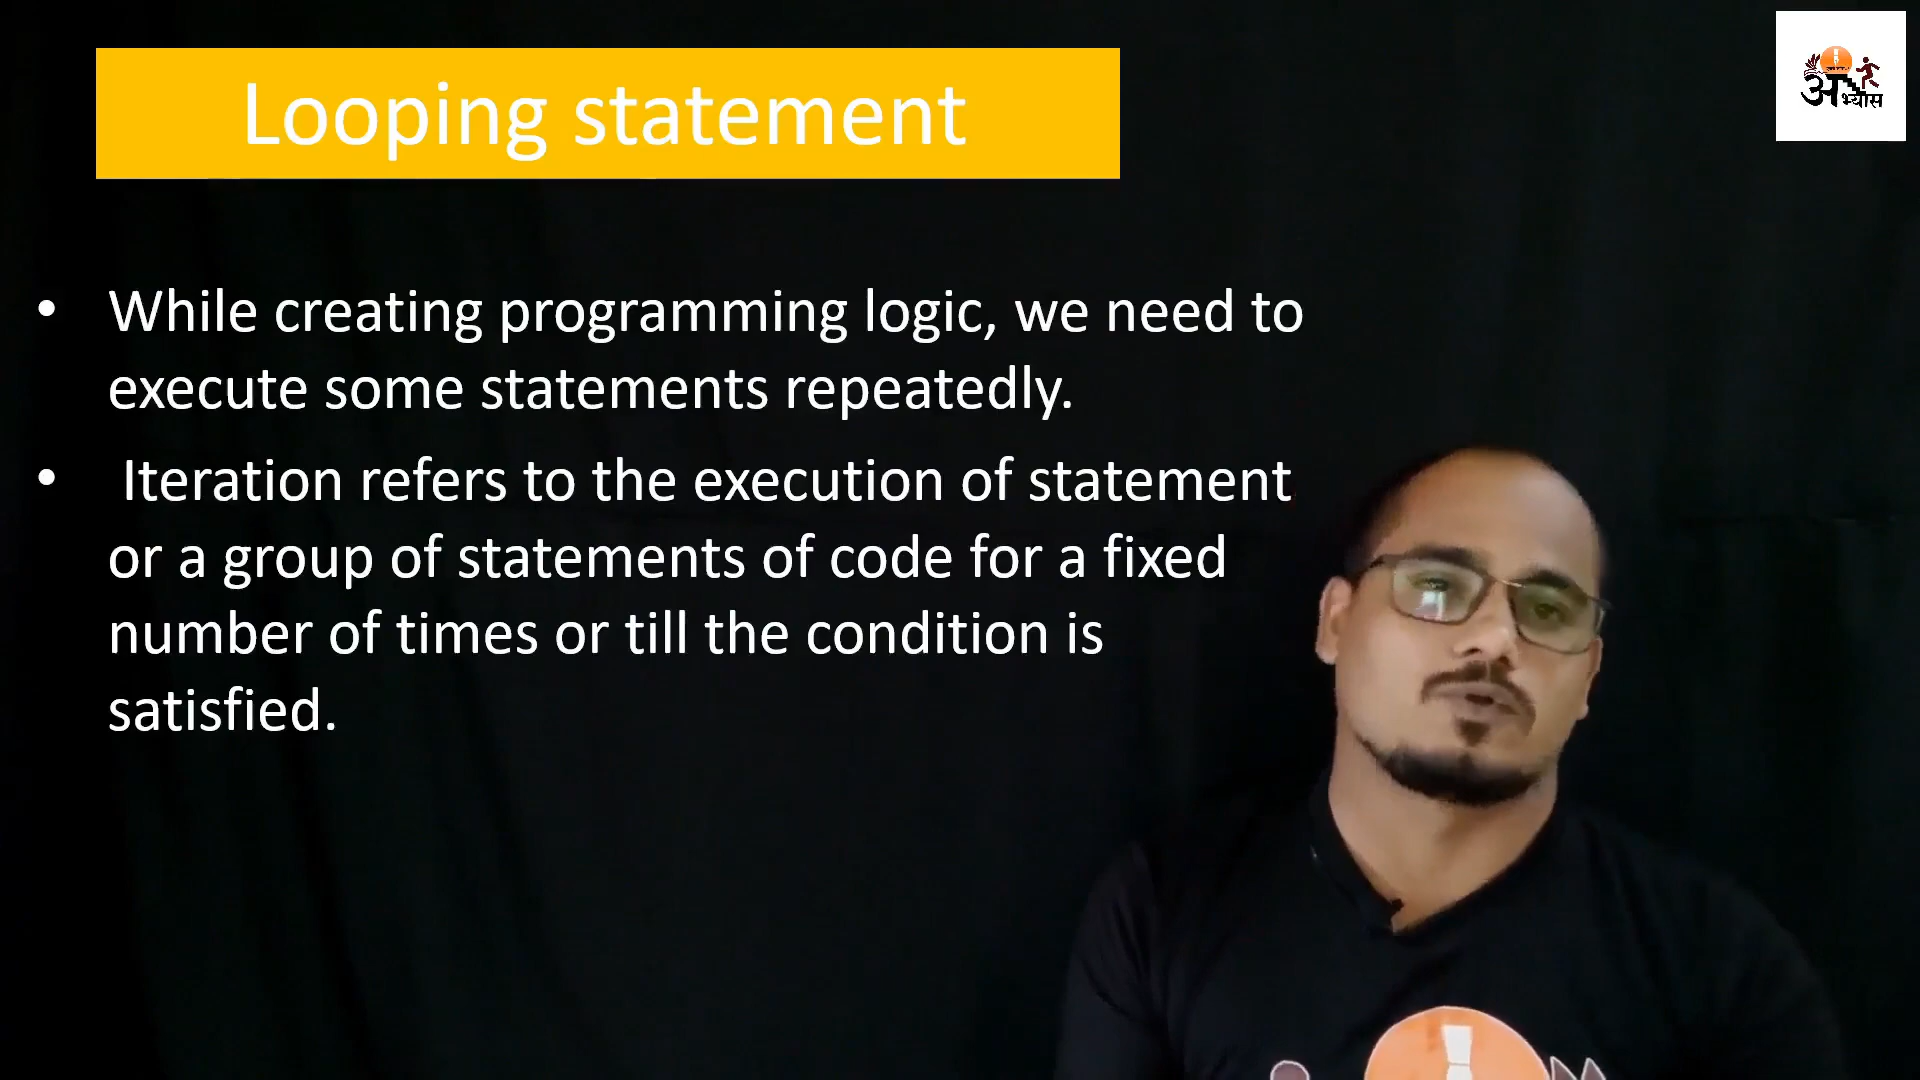 Looping statement
अभ्यास
• While creating programming logic, we need to
execute some statements repeatedly.
• Iteration refers to the execution of statement
or a group of statements of code for a fixed
number of times or till the condition is
satisfied.